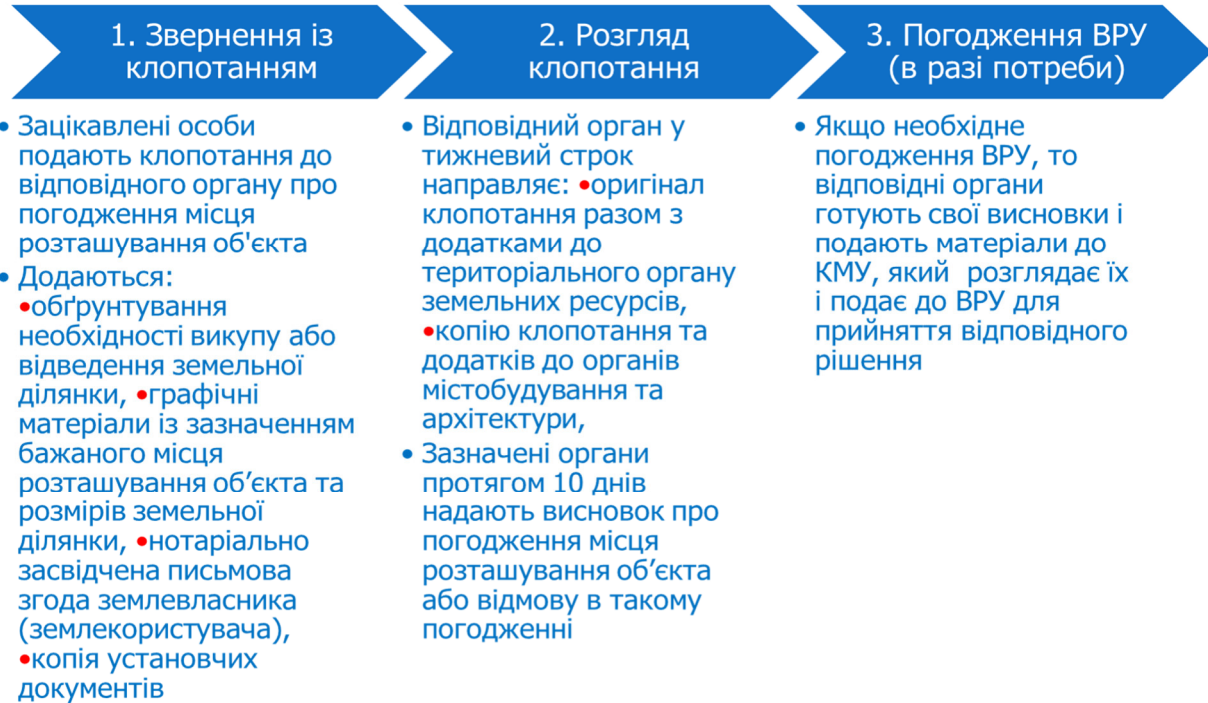 1. Звернення із
клопотанням
• Зацікавлені особи
подають клопотання до
відповідного органу про
погодження місця
розташування об'єкта
• Додаються:
•обґрунтування
необхідності викупу або
відведення земельної
ділянки, •графічні
матеріали із зазначенням
бажаного місця
розташування об’єкта та
розмірів земельної
ділянки, •нотаріально
засвідчена письмова
згода землевласника
(землекористувача),
•копія установчих
документів
2. Розгляд
клопотання
• Відповідний орган у
тижневий строк
направляє: •оригінал
клопотання разом з
додатками до
територіального органу
земельних ресурсів,
•копію клопотання та
додатків до органів
містобудування та
архітектури,
• Зазначені органи
протягом 10 днів
надають висновок про
погодження місця
розташування об’єкта
або відмову в такому
погодженні
3. Погодження ВРУ
(в разі потреби)
• Якщо необхідне
погодження ВРУ, то
відповідні органи
готують свої висновки і
подають матеріали до
КМУ, який розглядає їх
і подає до ВРУ для
прийняття відповідного
рішення